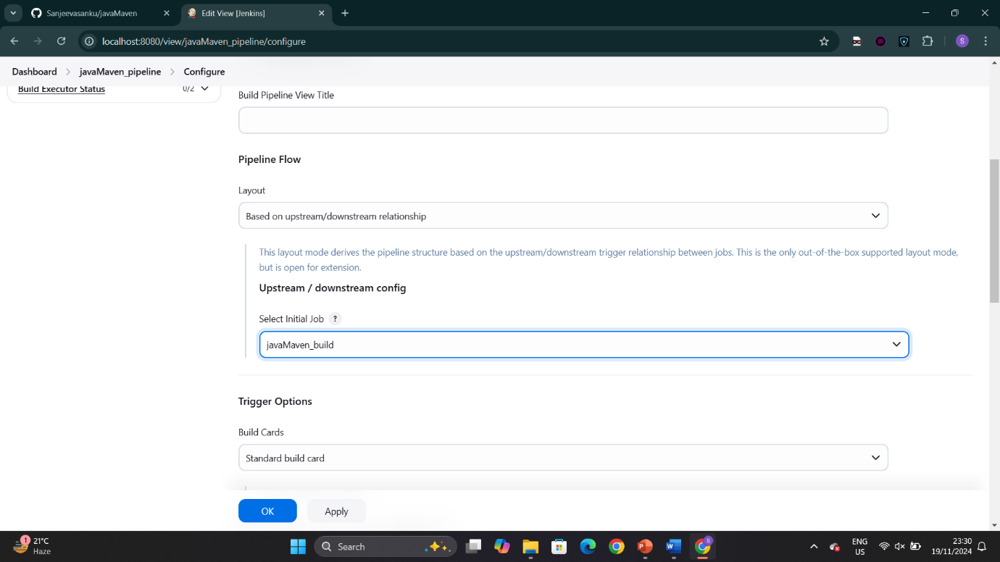 Sanjeevasanku/javaMaven
Edit View [Jenkins]
localhost:8080/view/javaMaven_pipeline/configure
S
Dashboard
javaMaven_pipeline
Configure
Build Executor Status
0/2
Build Pipeline View Title
Pipeline Flow
Layout
Based on upstream/downstream relationship
This layout mode derives the pipeline structure based on the upstream/downstream trigger relationship between jobs. This is the only out-of-the-box supported layout mode,
but is open for extension.
Upstream / downstream config
Select Initial Job ?
javaMaven_build
Trigger Options
Build Cards
Standard build card
OK
Apply
1
21°C
Haze
Search
P
W
S
ENG
US
23:30
19/11/2024